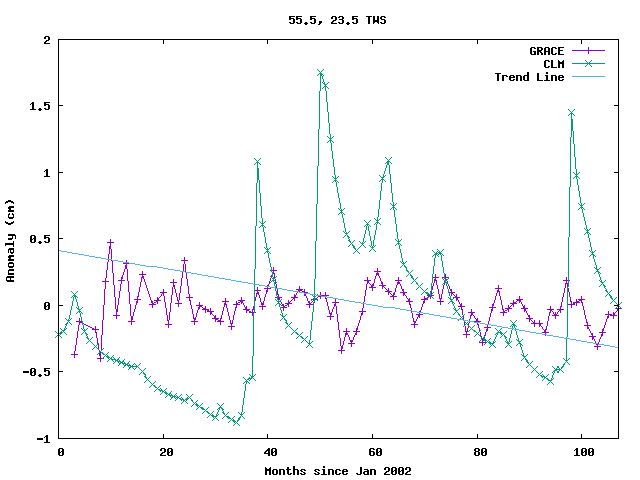 55.5, 23.5 TWS
GRACE
CLM
Trend Line
2
1.5
1
0.5
0
-0.5
-1
Anomaly (cm)
0 20 40 60 80 100
Months since Jan 2002